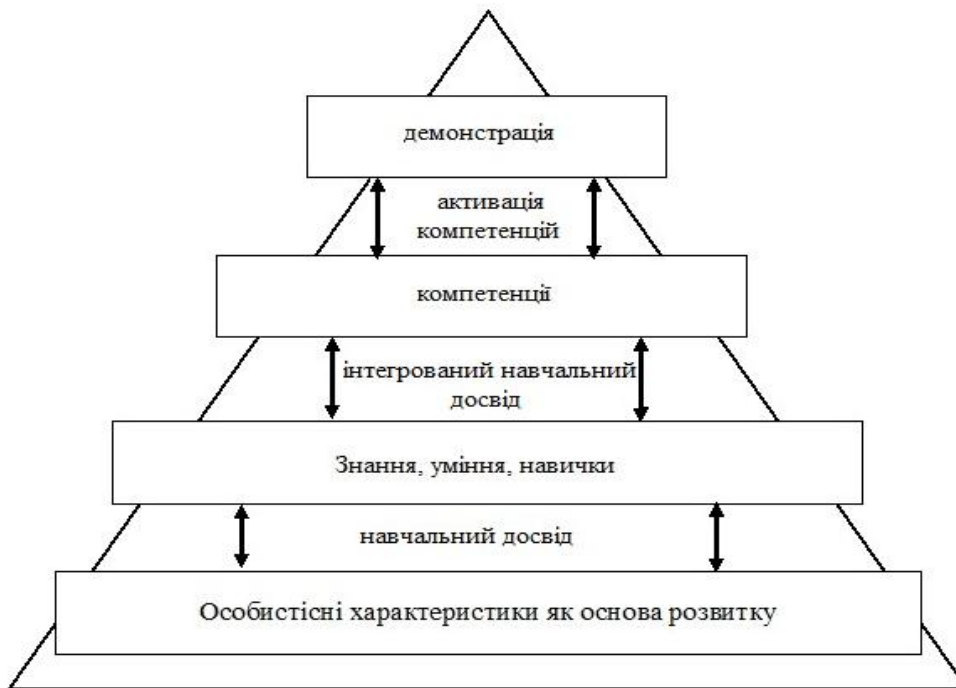 демонстрація
активація
компетенцій
компетенції
інтегрований навчальний
досвід
Знання, уміння, навички
навчальний досвід
Особистісні характеристики як основа розвитку